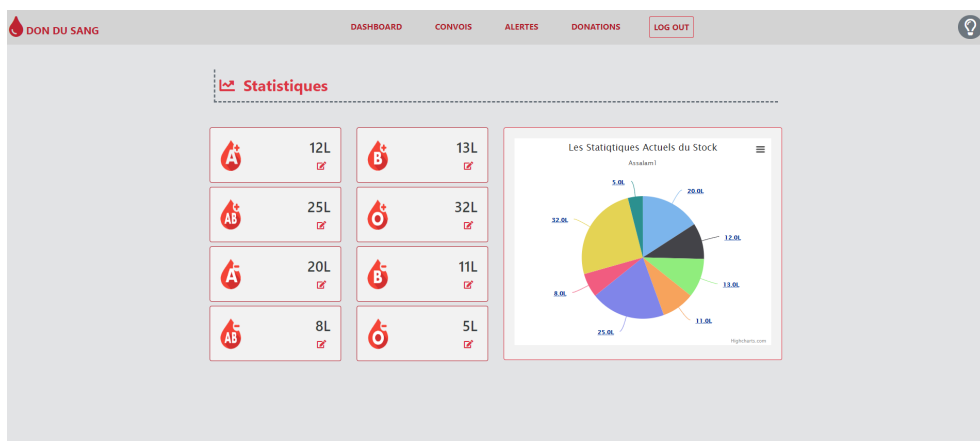 DON DU SANG
DASHBOARD CONVOIS ALERTES DONATIONS LOG OUT
Statistiques
A+ 12L
B+ 13L
AB+ 25L
O+ 32L
A- 20L
B- 11L
AB- 8L
O- 5L
Les Statiqtiques Actuels du Stock
Assalam1
5.0L
20.0L
32.0L
12.0L
13.0L
8.0L
11.0L
25.0L
Highcharts.com